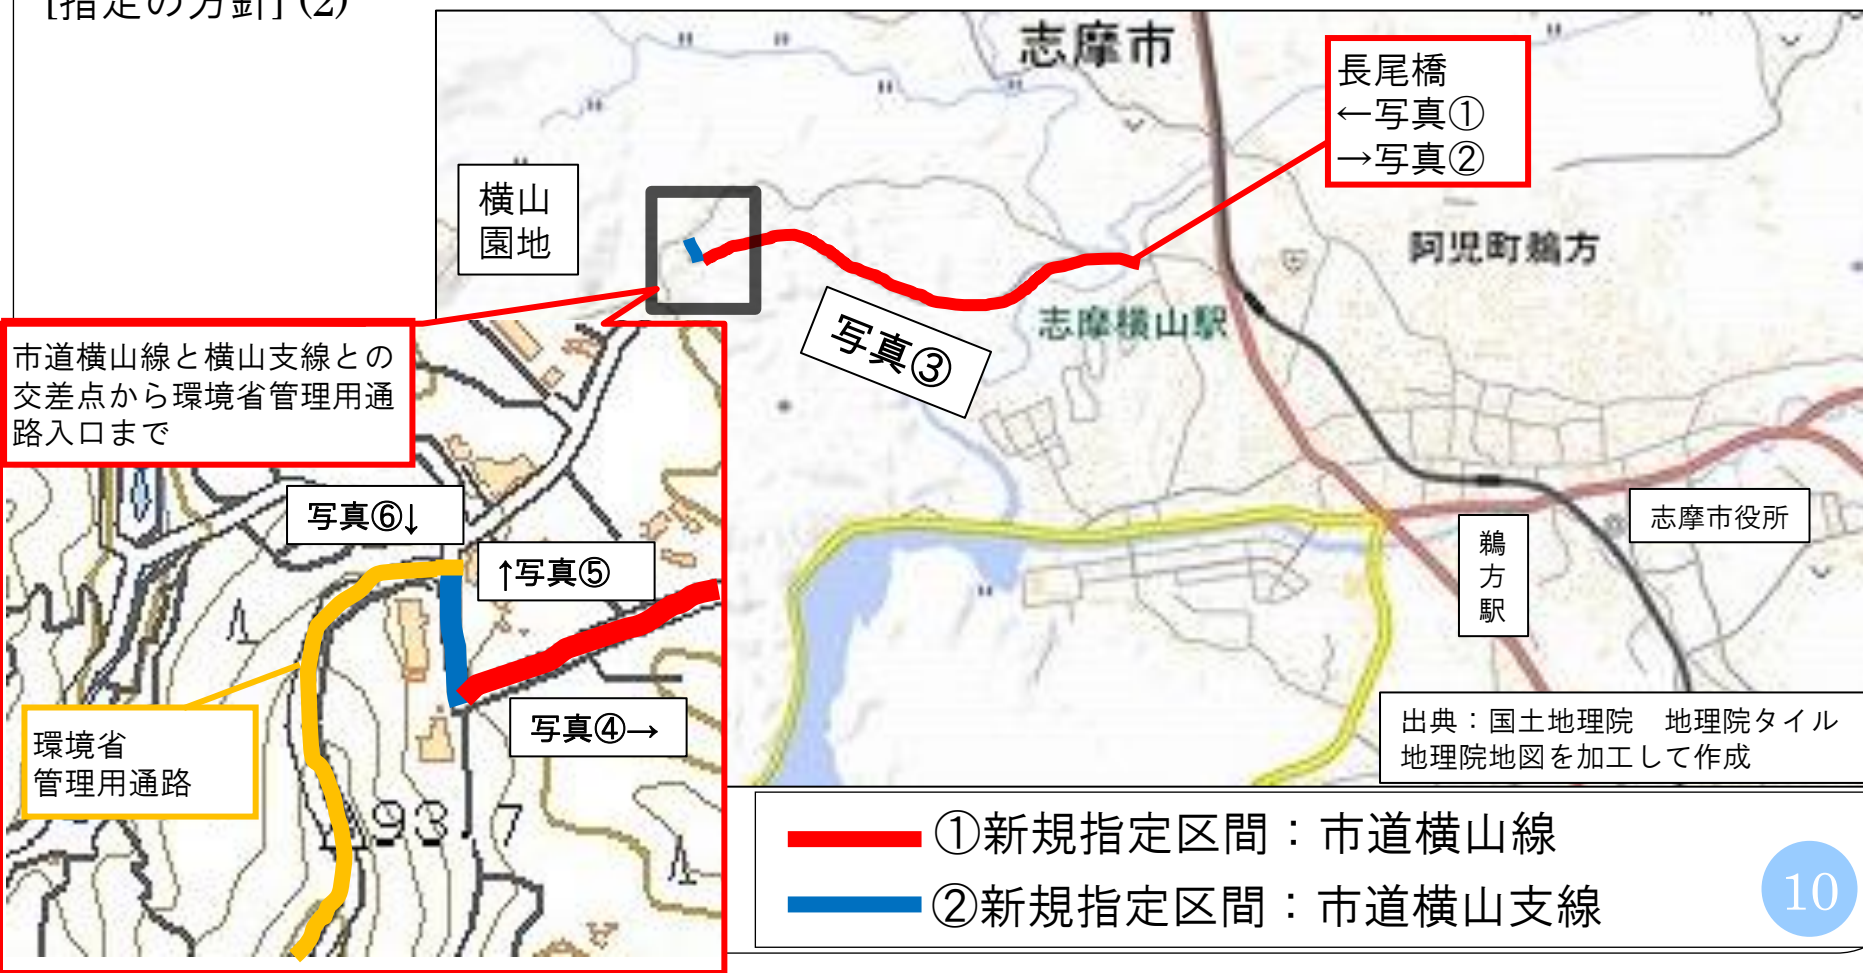 [指定の方針] (2)
志摩市
長尾橋
←写真①
→写真②
横山
園地
阿児町鵜方
志摩横山駅
写真③
市道横山線と横山支線との
交差点から環境省管理用通
路入口まで
写真⑥↓
↑写真⑤
写真④→
環境省
管理用通路
193.7
志摩市役所
鵜
方
駅
出典：国土地理院　地理院タイル
地理院地図を加工して作成
①新規指定区間：市道横山線
②新規指定区間：市道横山支線
10